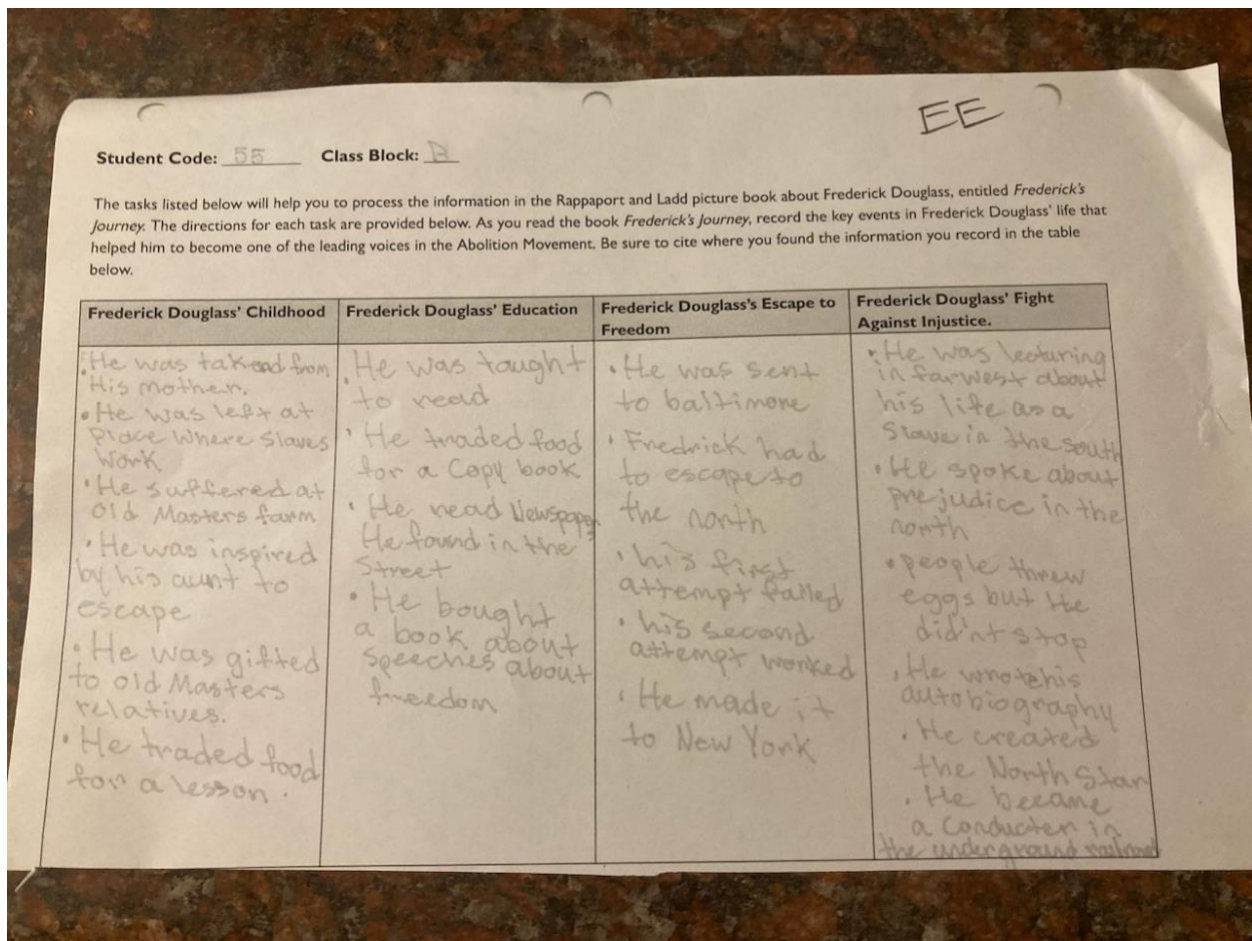 EE
Student Code: 55 Class Block: B
The tasks listed below will help you to process the information in the Rappaport and Ladd picture book about Frederick Douglass, entitled Frederick's
Journey. The directions for each task are provided below. As you read the book Frederick's Journey, record the key events in Frederick Douglass' life that
helped him to become one of the leading voices in the Abolition Movement. Be sure to cite where you found the information you record in the table
below.
Frederick Douglass' Childhood
• He was takend from
His mother.
• He was left at
place where slaves
work
• He suffered at
old Masters farm
• He was inspired
by his aunt to
escape
• He was gifted
to old Masters
relatives.
• He traded food
for a lesson.
Frederick Douglass' Education
• He was taught
to read
• He traded food
for a Copy book
• He read Newspapers
He found in the
Street
• He bought
a book about
speeches about
freedom
Frederick Douglass's Escape to
Freedom
• He was sent
to baltimore
• Fredrick had
to escape to
the north
• his first
attempt failed
• his second
attempt worked
• He made it
to New York
Frederick Douglass' Fight
Against Injustice.
• He was lecturing
in far west about
his life as a
slave in the south
• He spoke about
prejudice in the
north
• people threw
eggs but He
did'nt stop
• He wrote his
autobiography
• He created
the North Star
• He became
a conducter in
the underground railroad